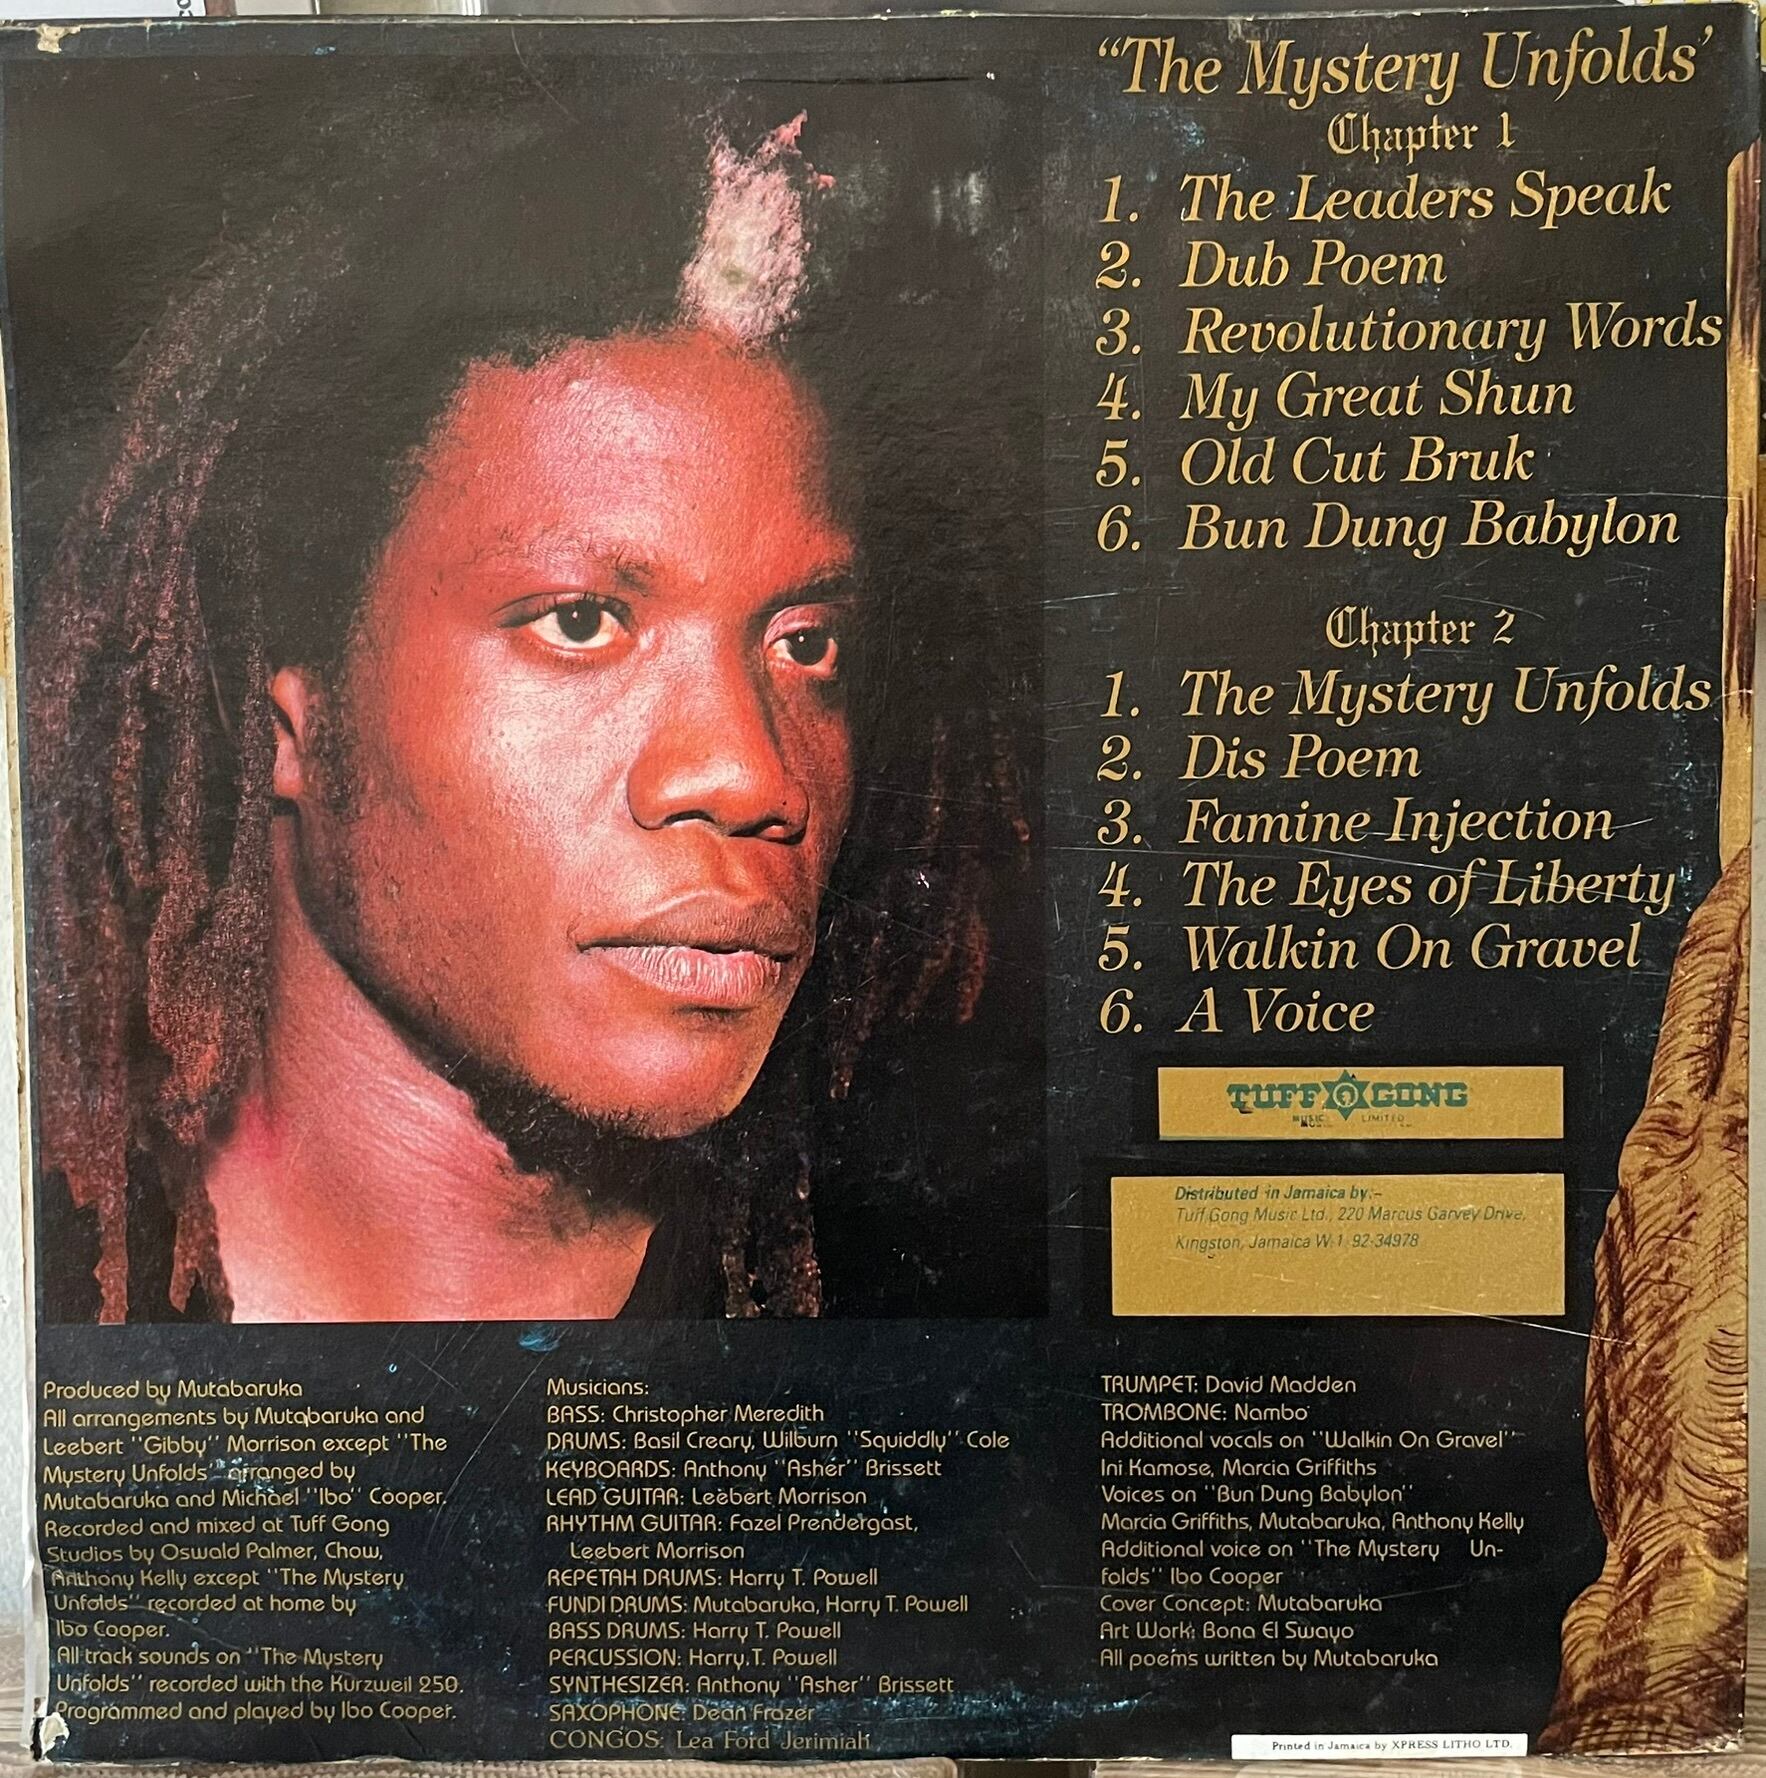 "The Mystery Unfolds'
Chapter 1
1. The Leaders Speak
2. Dub Poem
3. Revolutionary Words
4. My Great Shun
5. Old Cut Bruk
6. Bun Dung Babylon
Chapter 2
1. The Mystery Unfolds
2. Dis Poem
3. Famine Injection
4. The Eyes of Liberty
5. Walkin On Gravel
6. A Voice
TUFF GONG
MUSIC LIMITED
Distributed in Jamaica by:-
Tuff Gong Music Ltd., 220 Marcus Garvey Drive,
Kingston, Jamaica W.1 92-34978
Produced by Mutabaruka
All arrangements by Mutabaruka and
Leebert "Gibby" Morrison except "The
Mystery Unfolds" arranged by
Mutabaruka and Michael "Ibo" Cooper.
Recorded and mixed at Tuff Gong
Studios by Oswald Palmer, Chow,
Anthony Kelly except "The Mystery
Unfolds" recorded at home by
Ibo Cooper.
All track sounds on "The Mystery
Unfolds" recorded with the Kurzweil 250.
Programmed and played by Ibo Cooper.
Musicians:
BASS: Christopher Meredith
DRUMS: Basil Creary, Wilburn "Squiddly" Cole
KEYBOARDS: Anthony "Asher" Brissett
LEAD GUITAR: Leebert Morrison
RHYTHM GUITAR: Fazel Prendergast,
Leebert Morrison
REPETAH DRUMS: Harry T. Powell
FUNDI DRUMS: Mutabaruka, Harry T. Powell
BASS DRUMS: Harry T. Powell
PERCUSSION: Harry.T. Powell
SYNTHESIZER: Anthony "Asher" Brissett
SAXOPHONE: Dean Frazer
CONGOS: Lea Ford Jerimiah
TRUMPET: David Madden
TROMBONE: Nambo
Additional vocals on "Walkin On Gravel"
Ini Kamose, Marcia Griffiths
Voices on "Bun Dung Babylon"
Marcia Griffiths, Mutabaruka, Anthony Kelly
Additional voice on "The Mystery Un-
folds" Ibo Cooper
Cover Concept: Mutabaruka
Art Work: Bona El Swayo
All poems written by Mutabaruka
Printed in Jamaica by XPRESS LITHO LTD.